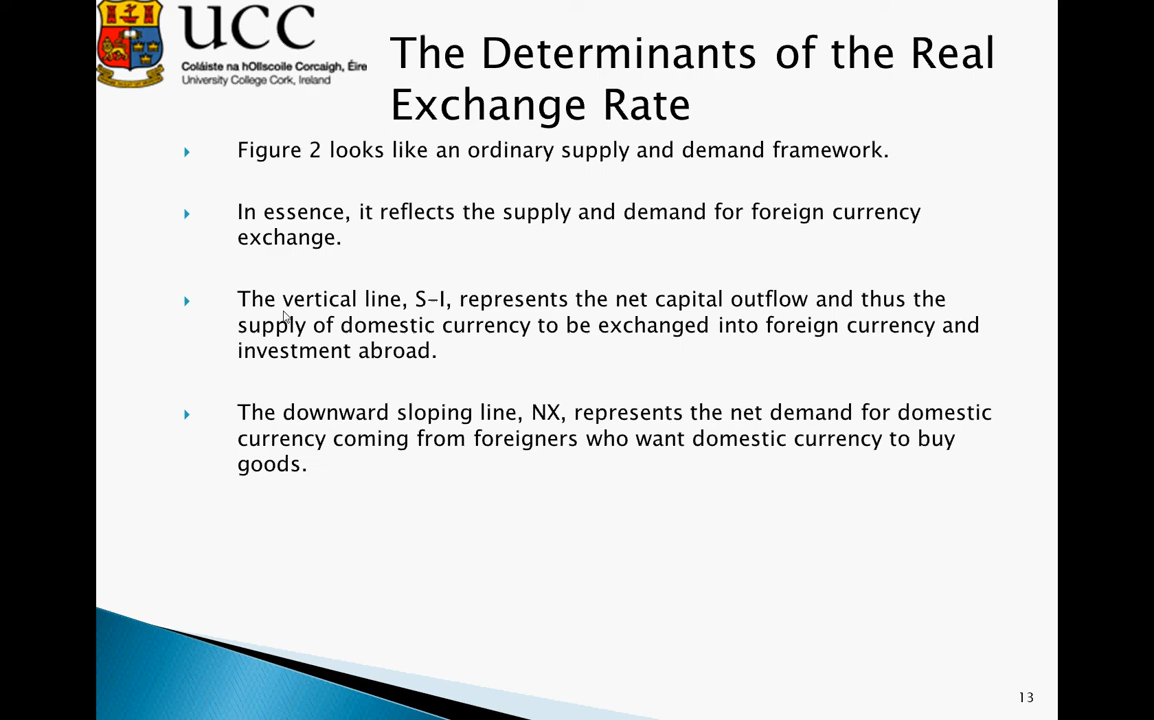 UCC
Coláiste na hOllscoile Corcaigh, Éire
University College Cork, Ireland
The Determinants of the Real
Exchange Rate
Figure 2 looks like an ordinary supply and demand framework.
In essence, it reflects the supply and demand for foreign currency
exchange.
The vertical line, S-I, represents the net capital outflow and thus the
supply of domestic currency to be exchanged into foreign currency and
investment abroad.
The downward sloping line, NX, represents the net demand for domestic
currency coming from foreigners who want domestic currency to buy
goods.
13